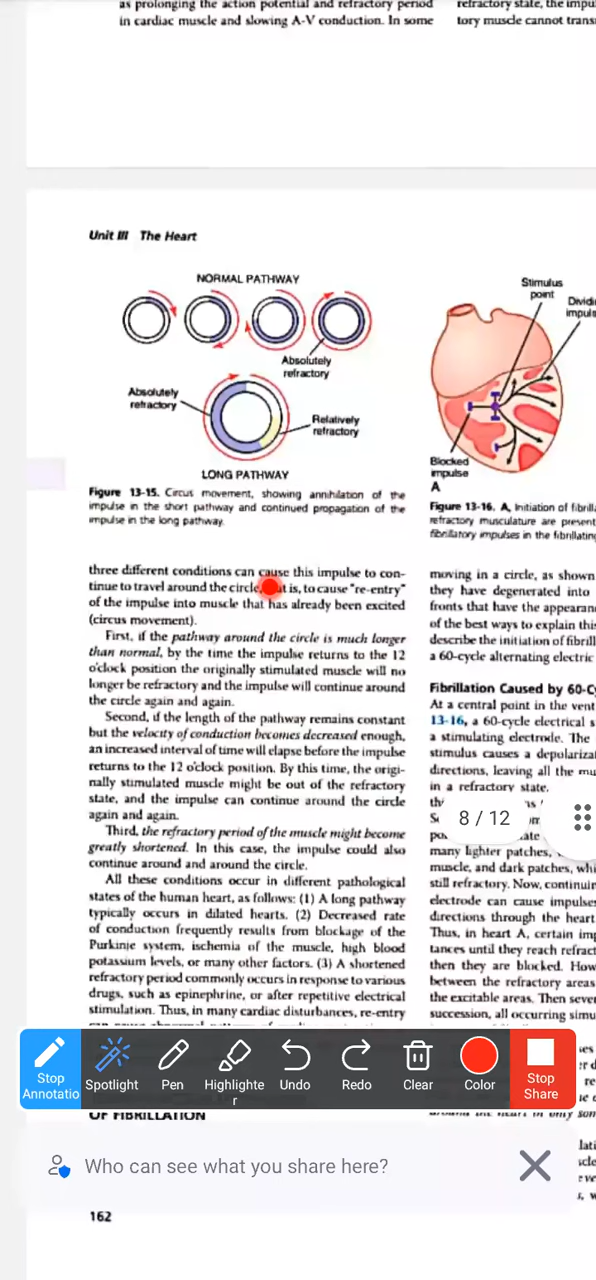 as prolonging the action potential and refractory period
in cardiac muscle and slowing A-V conduction. In some
refractory state, the impu
tory muscle cannot trans
Unit III The Heart
NORMAL PATHWAY
Absolutely
refractory
Absolutely
refractory
Relatively
refractory
LONG PATHWAY
Figure 13-15. Circus movement, showing annihilation of the
impulse in the short pathway and continued propagation of the
impulse in the long pathway.
three different conditions can cause this impulse to con-
tinue to travel around the circle, t is, to cause "re-entry"
of the impulse into muscle that has already been excited
(circus movement).
First, if the pathway around the circle is much longer
than normal, by the time the impulse returns to the 12
o'clock position the originally stimulated muscle will no
longer be refractory and the impulse will continue around
the circle again and again.
Second, if the length of the pathway remains constant
but the velocity of conduction becomes decreased enough,
an increased interval of time will elapse before the impulse
returns to the 12 o'clock position. By this time, the origi-
nally stimulated muscle might be out of the refractory
state, and the impulse can continue around the circle
again and again.
Third, the refractory period of the muscle might become
greatly shortened. In this case, the impulse could also
continue around and around the circle.
All these conditions occur in different pathological
states of the human heart, as follows: (1) A long pathway
typically occurs in dilated hearts. (2) Decreased rate
of conduction frequently results from blockage of the
Purkinje system, ischemia of the muscle, high blood
potassium levels, or many other factors. (3) A shortened
refractory period commonly occurs in response to various
drugs, such as epinephrine, or after repetitive electrical
stimulation. Thus, in many cardiac disturbances, re-entry
OF FIBRILLATION
162
Stimulus
point
Dividi
impuls
Blocked
impulse
A
Figure 13-16. A, Initiation of fibrilla
refractory musculature are present
fibrillatory impulses in the fibrillating
moving in a circle, as shown
they have degenerated into
fronts that have the appearan
of the best ways to explain this
describe the initiation of fibrill
a 60-cycle alternating electric
Fibrillation Caused by 60-Cy
At a central point in the vent
13-16, a 60-cycle electrical s
a stimulating electrode. The
stimulus causes a depolarizat
directions, leaving all the mu
in a refractory state.
many lighter patches,
muscle, and dark patches, whi
still refractory. Now, continuin
electrode can cause impulses
directions through the heart
Thus, in heart A, certain imp
tances until they reach refract
then they are blocked. How
between the refractory areas
the excitable areas. Then sever
succession, all occurring simu
8 / 12
Stop
Annotatio
Spotlight
Pen
Highlighte
r
Undo
Redo
Clear
Color
Stop
Share
Who can see what you share here?